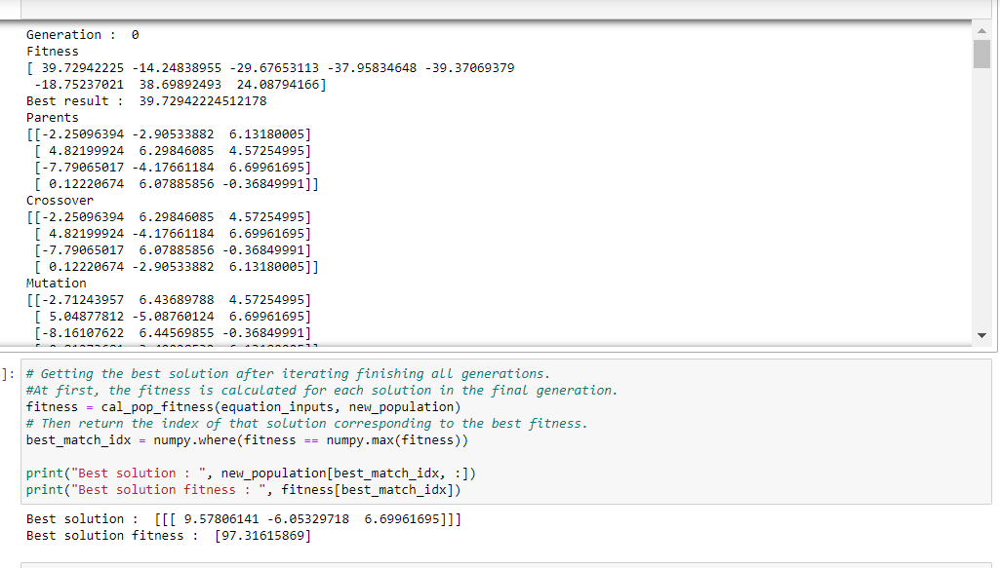 Generation :  0
Fitness
[ 39.72942225 -14.24838955 -29.67653113 -37.95834648 -39.37069379
 -18.75237021  38.69892493  24.08794166]
Best result :  39.72942224512178
Parents
[[-2.25096394 -2.90533882  6.13180005]
 [ 4.82199924  6.29846085  4.57254995]
 [-7.79065017 -4.17661184  6.69961695]
 [ 0.12220674  6.07885856 -0.36849991]]
Crossover
[[-2.25096394  6.29846085  4.57254995]
 [ 4.82199924 -4.17661184  6.69961695]
 [-7.79065017  6.07885856 -0.36849991]
 [ 0.12220674 -2.90533882  6.13180005]]
Mutation
[[-2.71243957  6.43689788  4.57254995]
 [ 5.04877812 -5.08760124  6.69961695]
 [-8.16107622  6.44569855 -0.36849991]
]: # Getting the best solution after iterating finishing all generations.
#At first, the fitness is calculated for each solution in the final generation.
fitness = cal_pop_fitness(equation_inputs, new_population)
# Then return the index of that solution corresponding to the best fitness.
best_match_idx = numpy.where(fitness == numpy.max(fitness))
print("Best solution : ", new_population[best_match_idx, :])
print("Best solution fitness : ", fitness[best_match_idx])
Best solution :  [[[ 9.57806141 -6.05329718  6.69961695]]]
Best solution fitness :  [97.31615869]